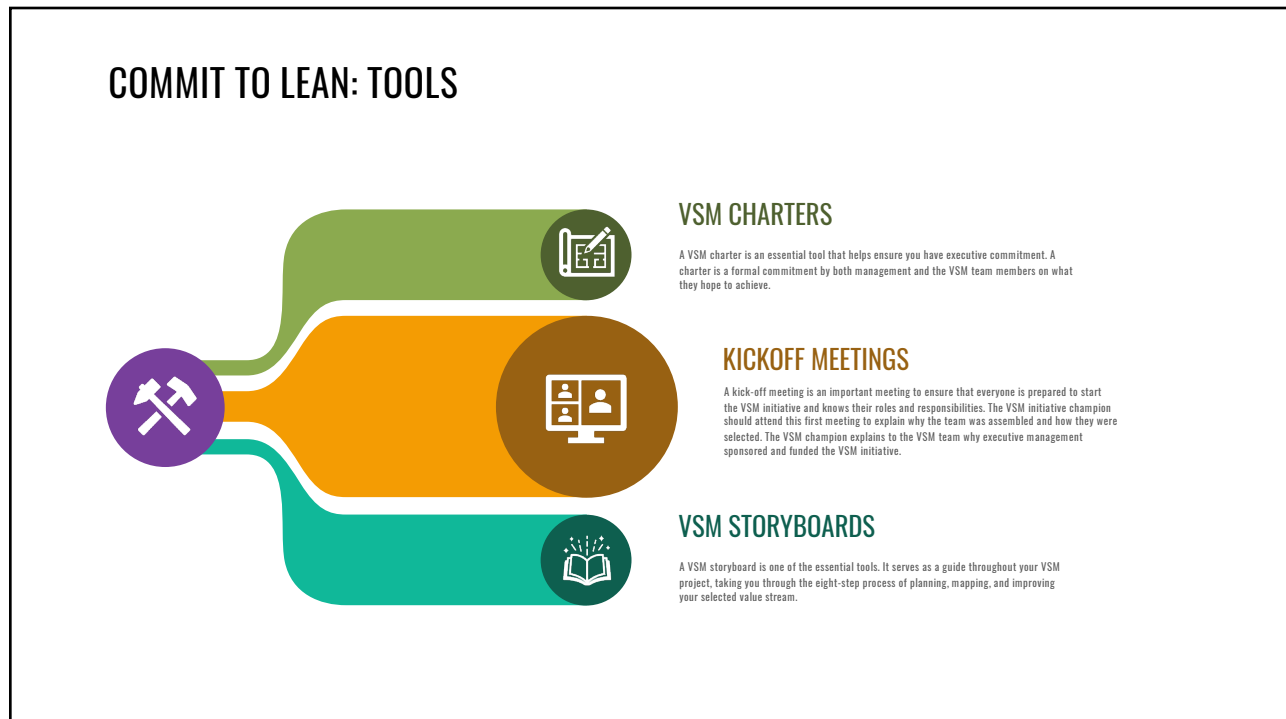 COMMIT TO LEAN: TOOLS
VSM CHARTERS
A VSM charter is an essential tool that helps ensure you have executive commitment. A
charter is a formal commitment by both management and the VSM team members on what
they hope to achieve.
KICKOFF MEETINGS
A kick-off meeting is an important meeting to ensure that everyone is prepared to start
the VSM initiative and knows their roles and responsibilities. The VSM initiative champion
should attend this first meeting to explain why the team was assembled and how they were
selected. The VSM champion explains to the VSM team why executive management
sponsored and funded the VSM initiative.
VSM STORYBOARDS
A VSM storyboard is one of the essential tools. It serves as a guide throughout your VSM
project, taking you through the eight-step process of planning, mapping, and improving
your selected value stream.